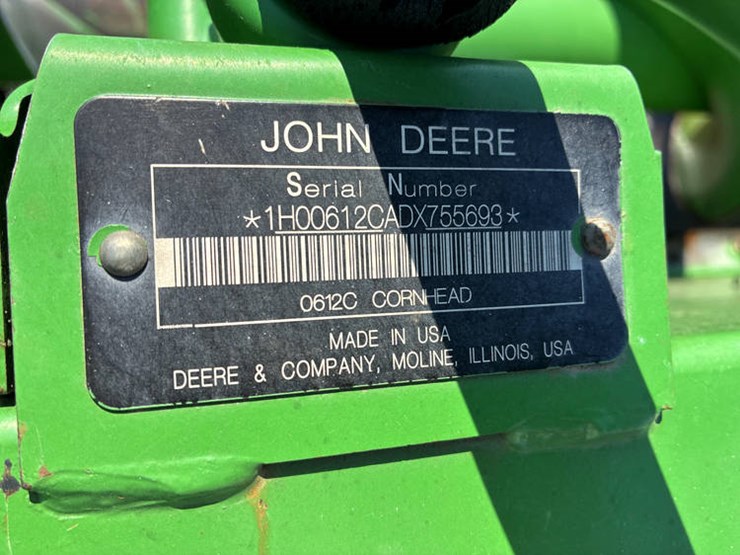 JOHN DEERE
Serial Number
*1H00612CADX755693*
0612C CORNHEAD
MADE IN USA
DEERE & COMPANY, MOLINE, ILLINOIS, USA